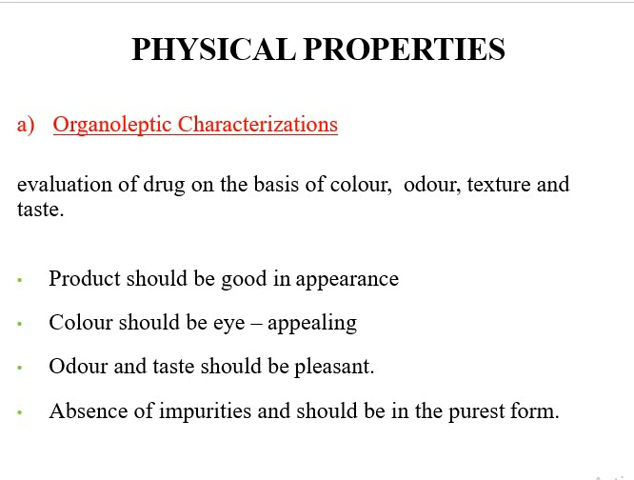 PHYSICAL PROPERTIES
a) Organoleptic Characterizations
evaluation of drug on the basis of colour, odour, texture and
taste.
• Product should be good in appearance
• Colour should be eye – appealing
• Odour and taste should be pleasant.
• Absence of impurities and should be in the purest form.